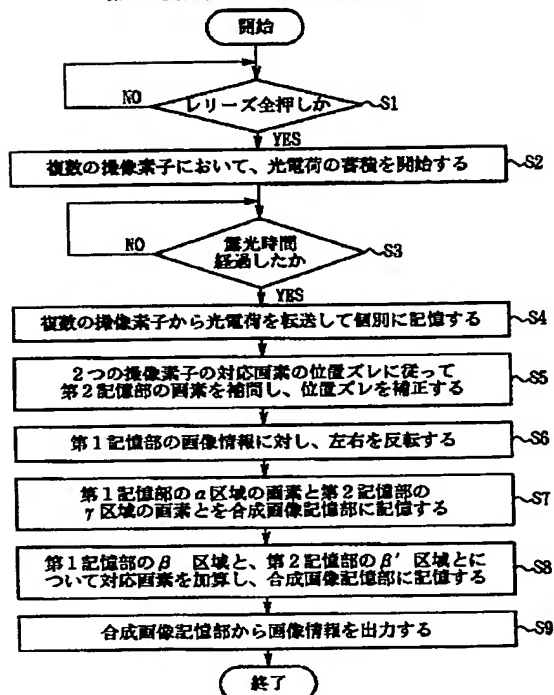 開始
NO
レリーズ全押しか
S1
YES
複数の撮像素子において、光電荷の蓄積を開始する
S2
NO
露光時間
経過したか
S3
YES
複数の撮像素子から光電荷を転送して個別に記憶する
S4
2つの撮像素子の対応画素の位置ズレに従って
第2記憶部の画素を補間し、位置ズレを補正する
S5
第1記憶部の画像情報に対し、左右を反転する
S6
第1記憶部のα区域の画素と第2記憶部の
γ区域の画素とを合成画像記憶部に記憶する
S7
第1記憶部のβ 区域と、第2記憶部のβ'区域とに
ついて対応画素を加算し、合成画像記憶部に記憶する
S8
合成画像記憶部から画像情報を出力する
S9
終了